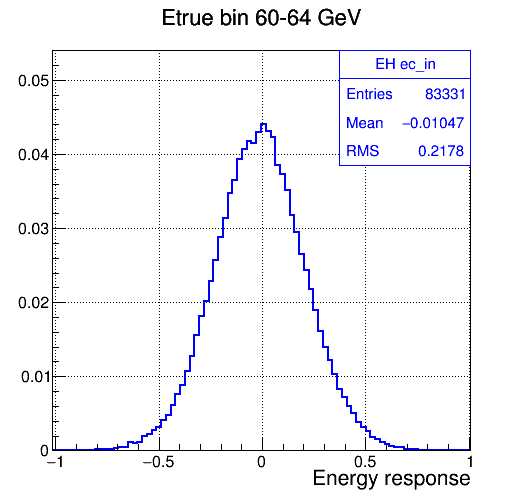 Etrue bin 60-64 GeV
EH ec_in
Entries 83331
Mean −0.01047
RMS 0.2178
0.05
0.04
0.03
0.02
0.01
0
−1 −0.5 0 0.5 1
Energy response